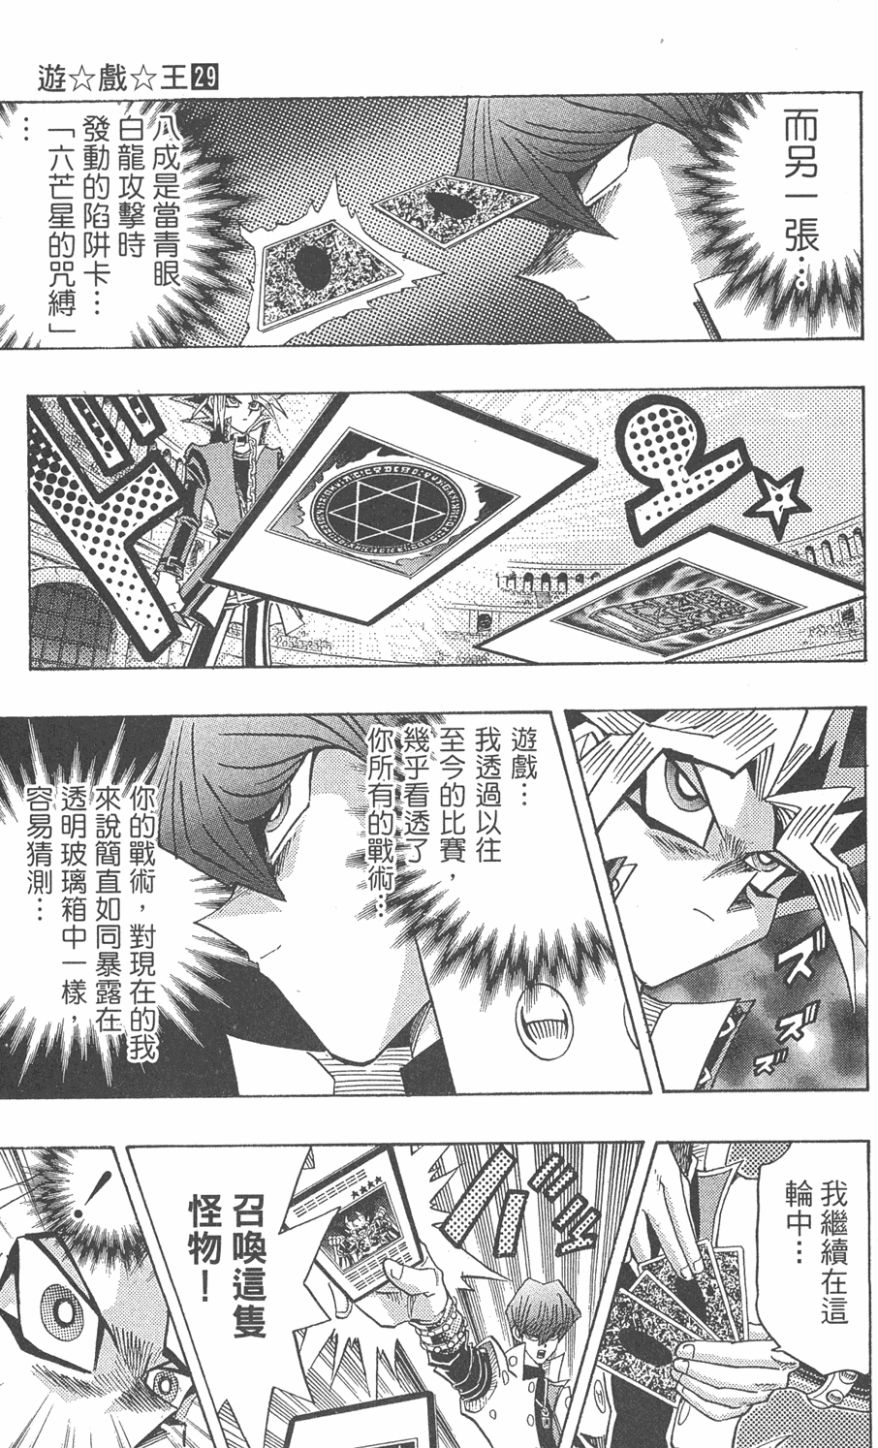 遊☆戲☆王29
而另一張…
八成是當青眼
白龍攻擊時
發動的陷阱卡…
「六芒星的咒縛」
…
遊戲…
我透過以往
至今的比賽，
幾乎看透了
你所有的戰術…
你的戰術，對現在的我
來說簡直如同暴露在
透明玻璃箱中一樣，
容易猜測…
ズズズ
我繼續在這
輪中…
召喚這隻
怪物！
！